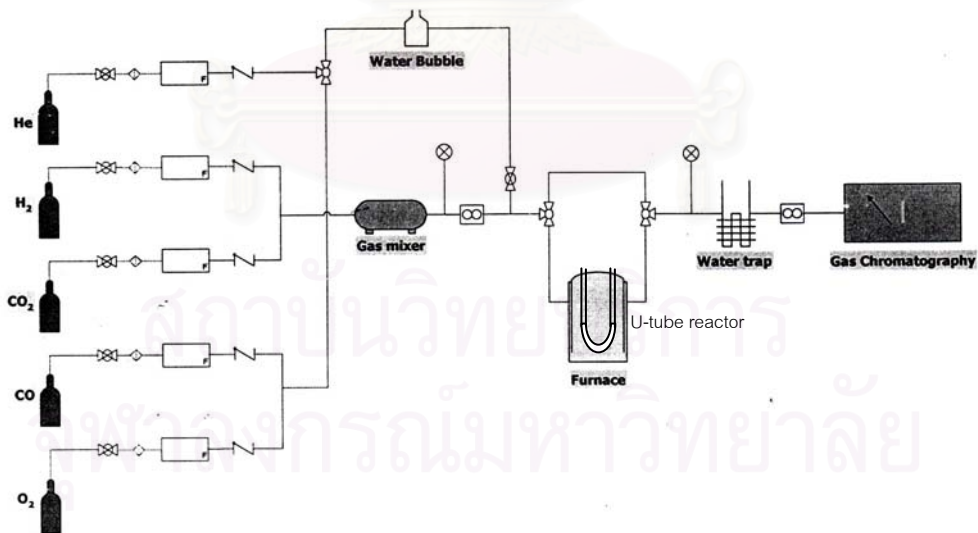 Water Bubble
He
F
H₂
F
Gas mixer
CO₂
F
Water trap
Gas Chromatography
U-tube reactor
Furnace
CO
F
O₂
F
สถาบันวิทยบริการ
จุฬาลงกรณ์มหาวิทยาลัย